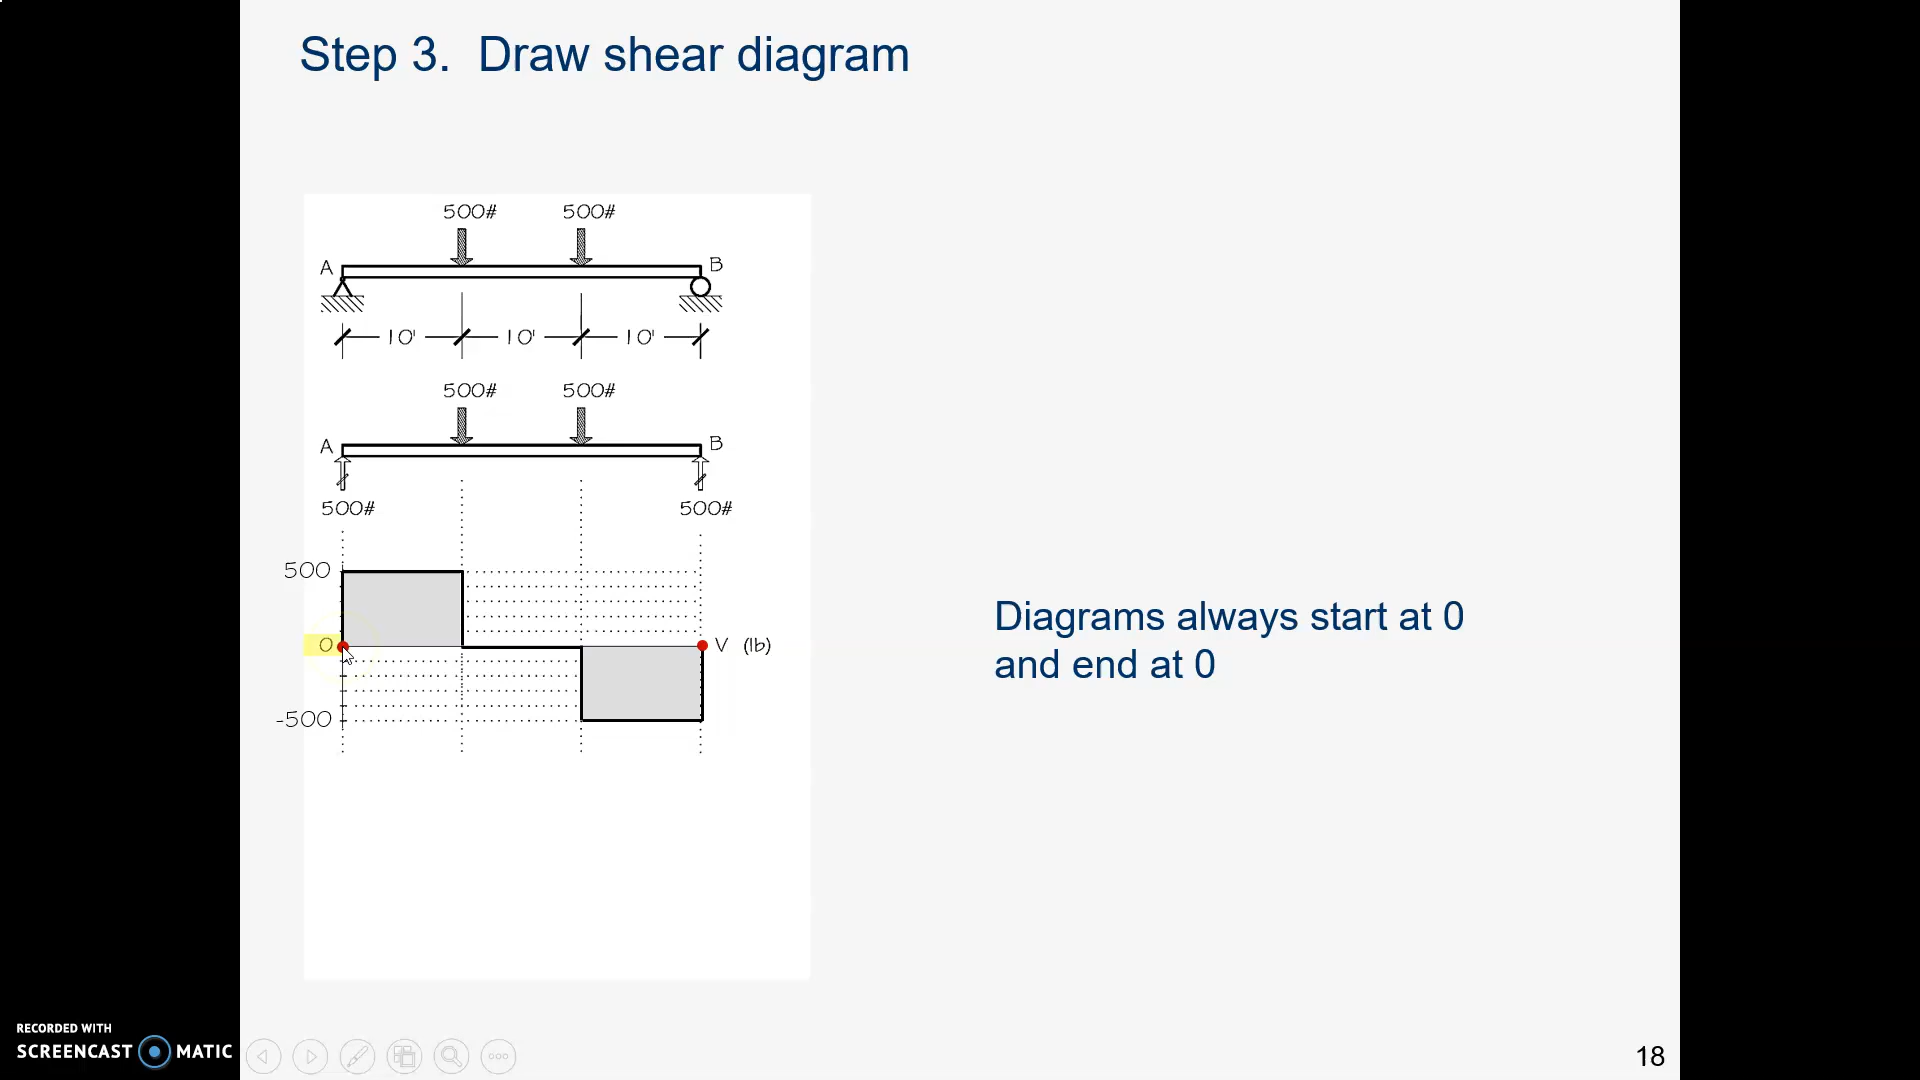 Step 3. Draw shear diagram
500# 500#
A B
10' 10' 10'
500# 500#
A B
500# 500#
500
0 V (lb)
-500
Diagrams always start at 0
and end at 0
RECORDED WITH
SCREENCAST MATIC
18